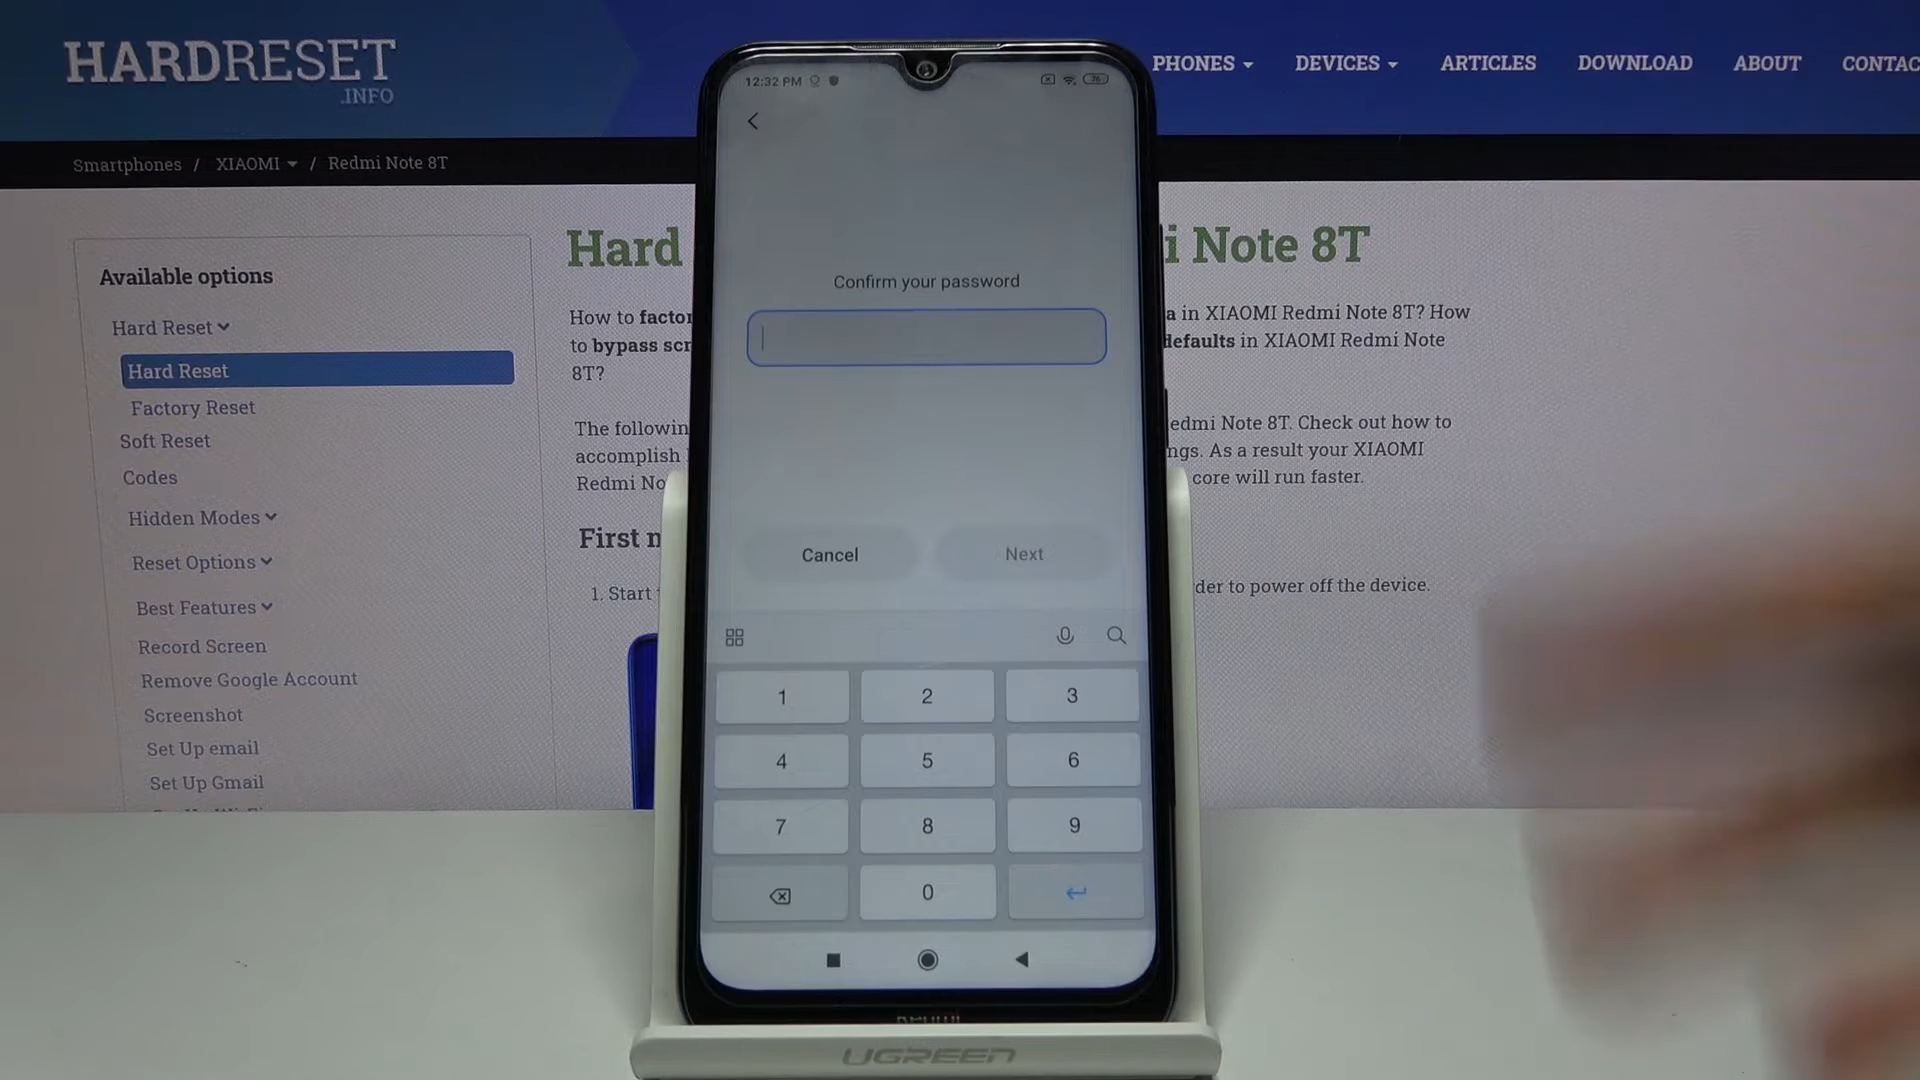 HARDRESET
.INFO
PHONES
DEVICES
ARTICLES
DOWNLOAD
ABOUT
CONTAC
Smartphones / XIAOMI / Redmi Note 8T
Available options
Hard Reset
Hard Reset
Factory Reset
Soft Reset
Codes
Hidden Modes
Reset Options
Best Features
Record Screen
Remove Google Account
Screenshot
Set Up email
Set Up Gmail
Hard
i Note 8T
How to factor
a in XIAOMI Redmi Note 8T? How
to bypass scr
defaults in XIAOMI Redmi Note
8T?
The followin
edmi Note 8T. Check out how to
accomplish
ngs. As a result your XIAOMI
Redmi No
core will run faster.
First n
1. Start
der to power off the device.
12:32 PM
76
Confirm your password
Cancel
Next
1
2
3
4
5
6
7
8
9
0
Redmi
UGREEN